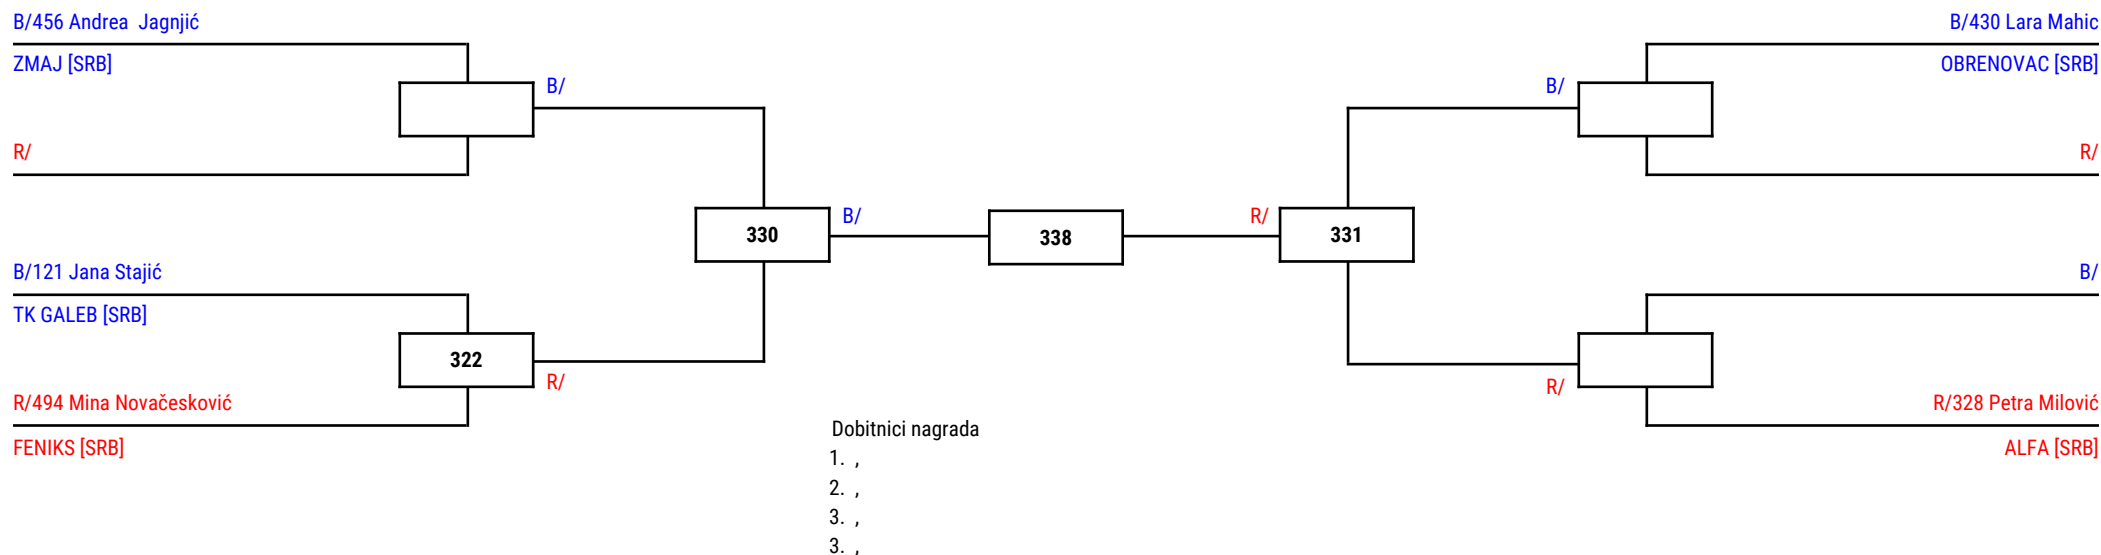 B/456 Andrea  Jagnjić
ZMAJ [SRB]
B/
R/
330
B/
B/121 Jana Stajić
TK GALEB [SRB]
322
R/
R/494 Mina Novačesković
FENIKS [SRB]
338
B/430 Lara Mahic
OBRENOVAC [SRB]
B/
R/
R/
331
B/
R/
R/328 Petra Milović
ALFA [SRB]
Dobitnici nagrada
1.  ,
2.  ,
3.  ,
3.  ,